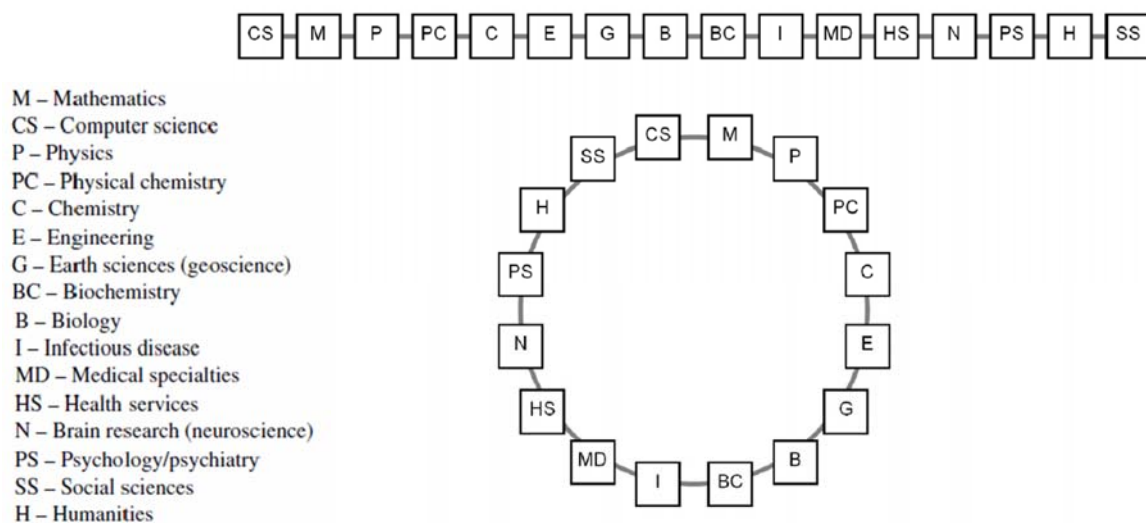 CS M P PC C E G B BC I MD HS N PS H SS
M – Mathematics
CS – Computer science
P – Physics
PC – Physical chemistry
C – Chemistry
E – Engineering
G – Earth sciences (geoscience)
BC – Biochemistry
B – Biology
I – Infectious disease
MD – Medical specialties
HS – Health services
N – Brain research (neuroscience)
PS – Psychology/psychiatry
SS – Social sciences
H – Humanities
CS
M
P
PC
C
E
G
B
BC
I
MD
HS
N
PS
H
SS